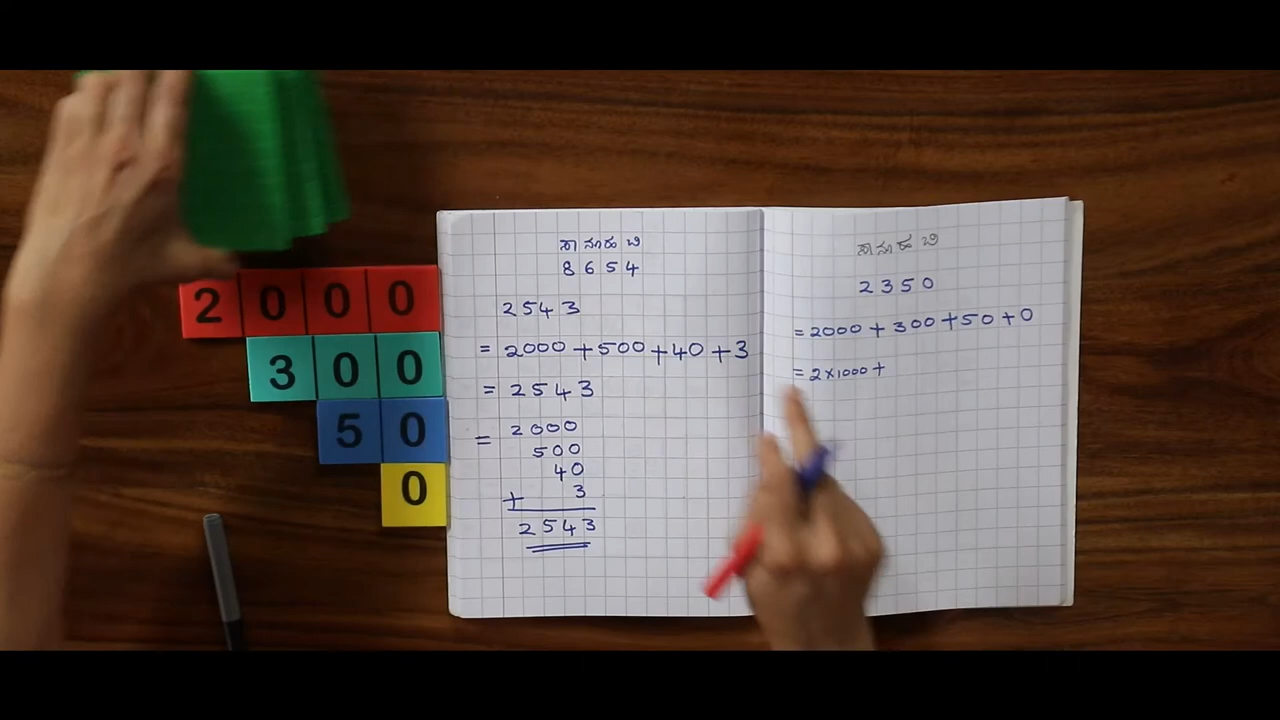 2000
300
50
0
ಸಾ ನೂ ಹ ಬಿ
8654
2543
= 2000 + 500 + 40 + 3
= 2543
= 2000
500
40
+ 3
2543
ಸಾ ನೂ ಹ ಬಿ
2350
= 2000 + 300 + 50 + 0
= 2×1000 +